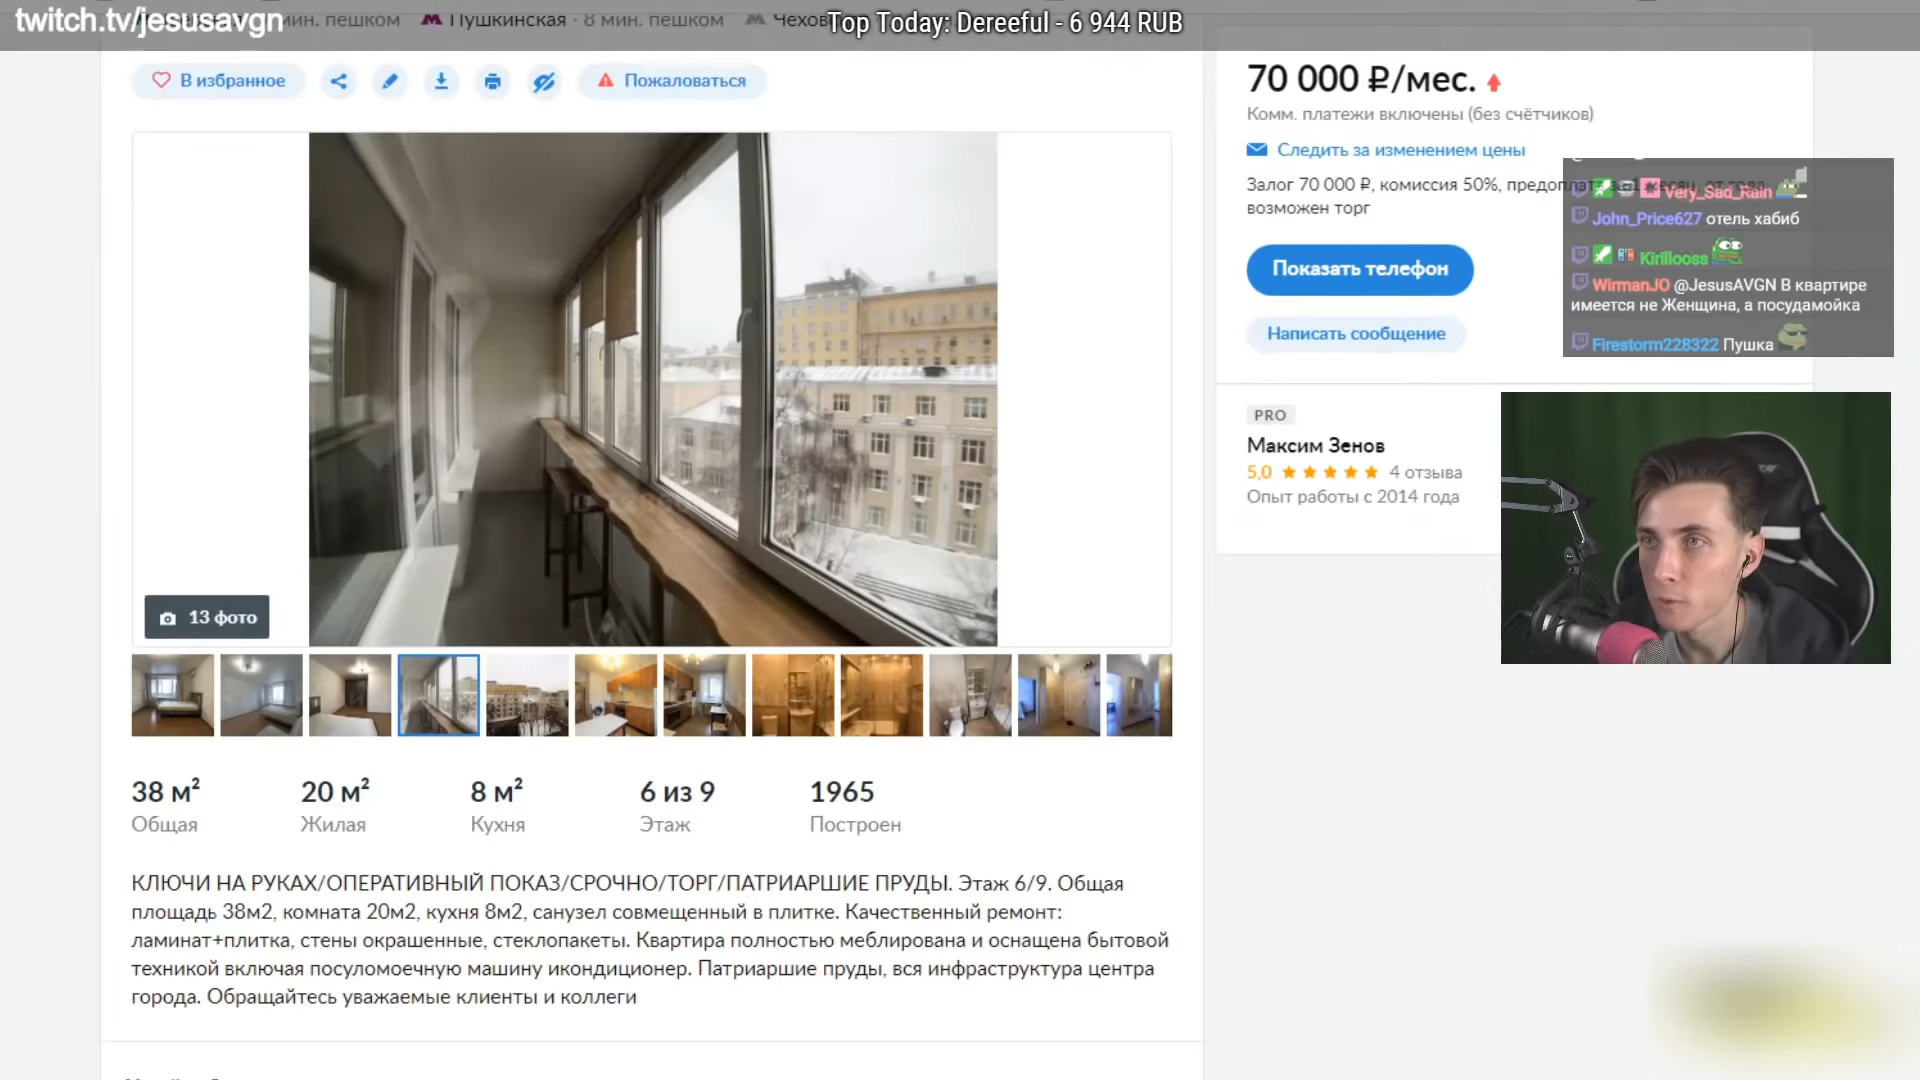 twitch.tv/jesusavgn
мин. пешком
Пушкинская · 8 мин. пешком
Top Today: Dereeful - 6 944 RUB
В избранное
Пожаловаться
13 фото
38 м²
20 м²
8 м²
6 из 9
1965
Общая
Жилая
Кухня
Этаж
Построен
КЛЮЧИ НА РУКАХ/ОПЕРАТИВНЫЙ ПОКАЗ/СРОЧНО/ТОРГ/ПАТРИАРШИЕ ПРУДЫ. Этаж 6/9. Общая
площадь 38м2, комната 20м2, кухня 8м2, санузел совмещенный в плитке. Качественный ремонт:
ламинат+плитка, стены окрашенные, стеклопакеты. Квартира полностью меблирована и оснащена бытовой
техникой включая посуломоечную машину икондиционер. Патриаршие пруды, вся инфраструктура центра
города. Обращайтесь уважаемые клиенты и коллеги
70 000 ₽/мес.
Комм. платежи включены (без счётчиков)
Следить за изменением цены
Залог 70 000 ₽, комиссия 50%,
возможен торг
Показать телефон
Написать сообщение
PRO
Максим Зенов
5,0 4 отзыва
Опыт работы с 2014 года
Very_Sad_Rain
John_Price627 отель хабиб
Kirillooss
WirmanJO @JesusAVGN В квартире
имеется не Женщина, а посудамойка
Firestorm228322 Пушка